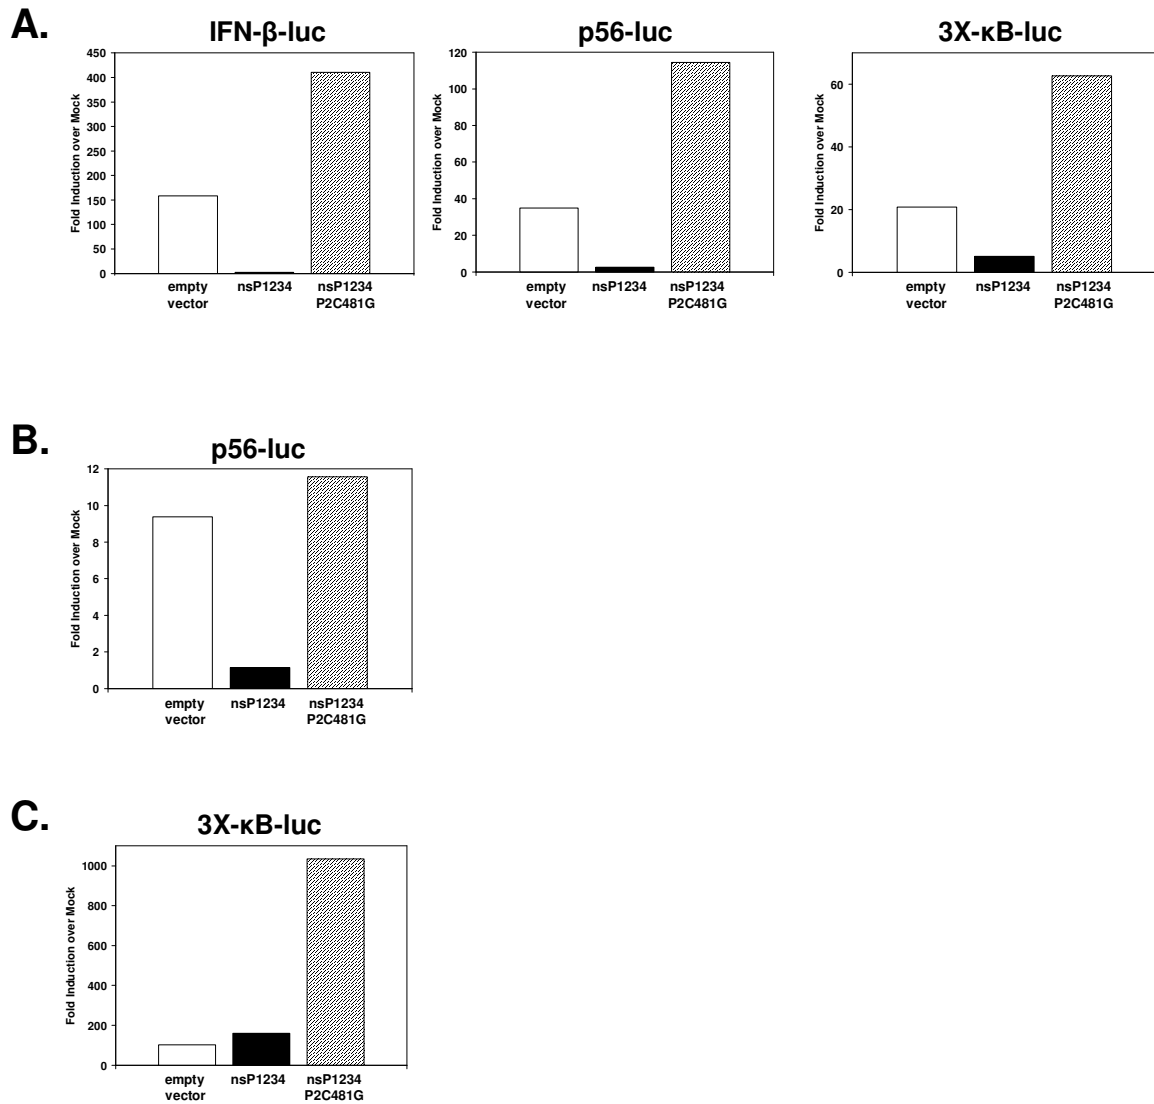 A.
IFN-β-luc
Fold Induction over Mock
450
400
350
300
250
200
150
100
50
0
empty
vector
nsP1234
nsP1234
P2C481G
p56-luc
Fold Induction over Mock
120
100
80
60
40
20
0
empty
vector
nsP1234
nsP1234
P2C481G
3X-κB-luc
Fold Induction over Mock
60
40
20
0
empty
vector
nsP1234
nsP1234
P2C481G
B.
p56-luc
Fold Induction over Mock
12
10
8
6
4
2
0
empty
vector
nsP1234
nsP1234
P2C481G
C.
3X-κB-luc
Fold Induction over Mock
1000
800
600
400
200
0
empty
vector
nsP1234
nsP1234
P2C481G